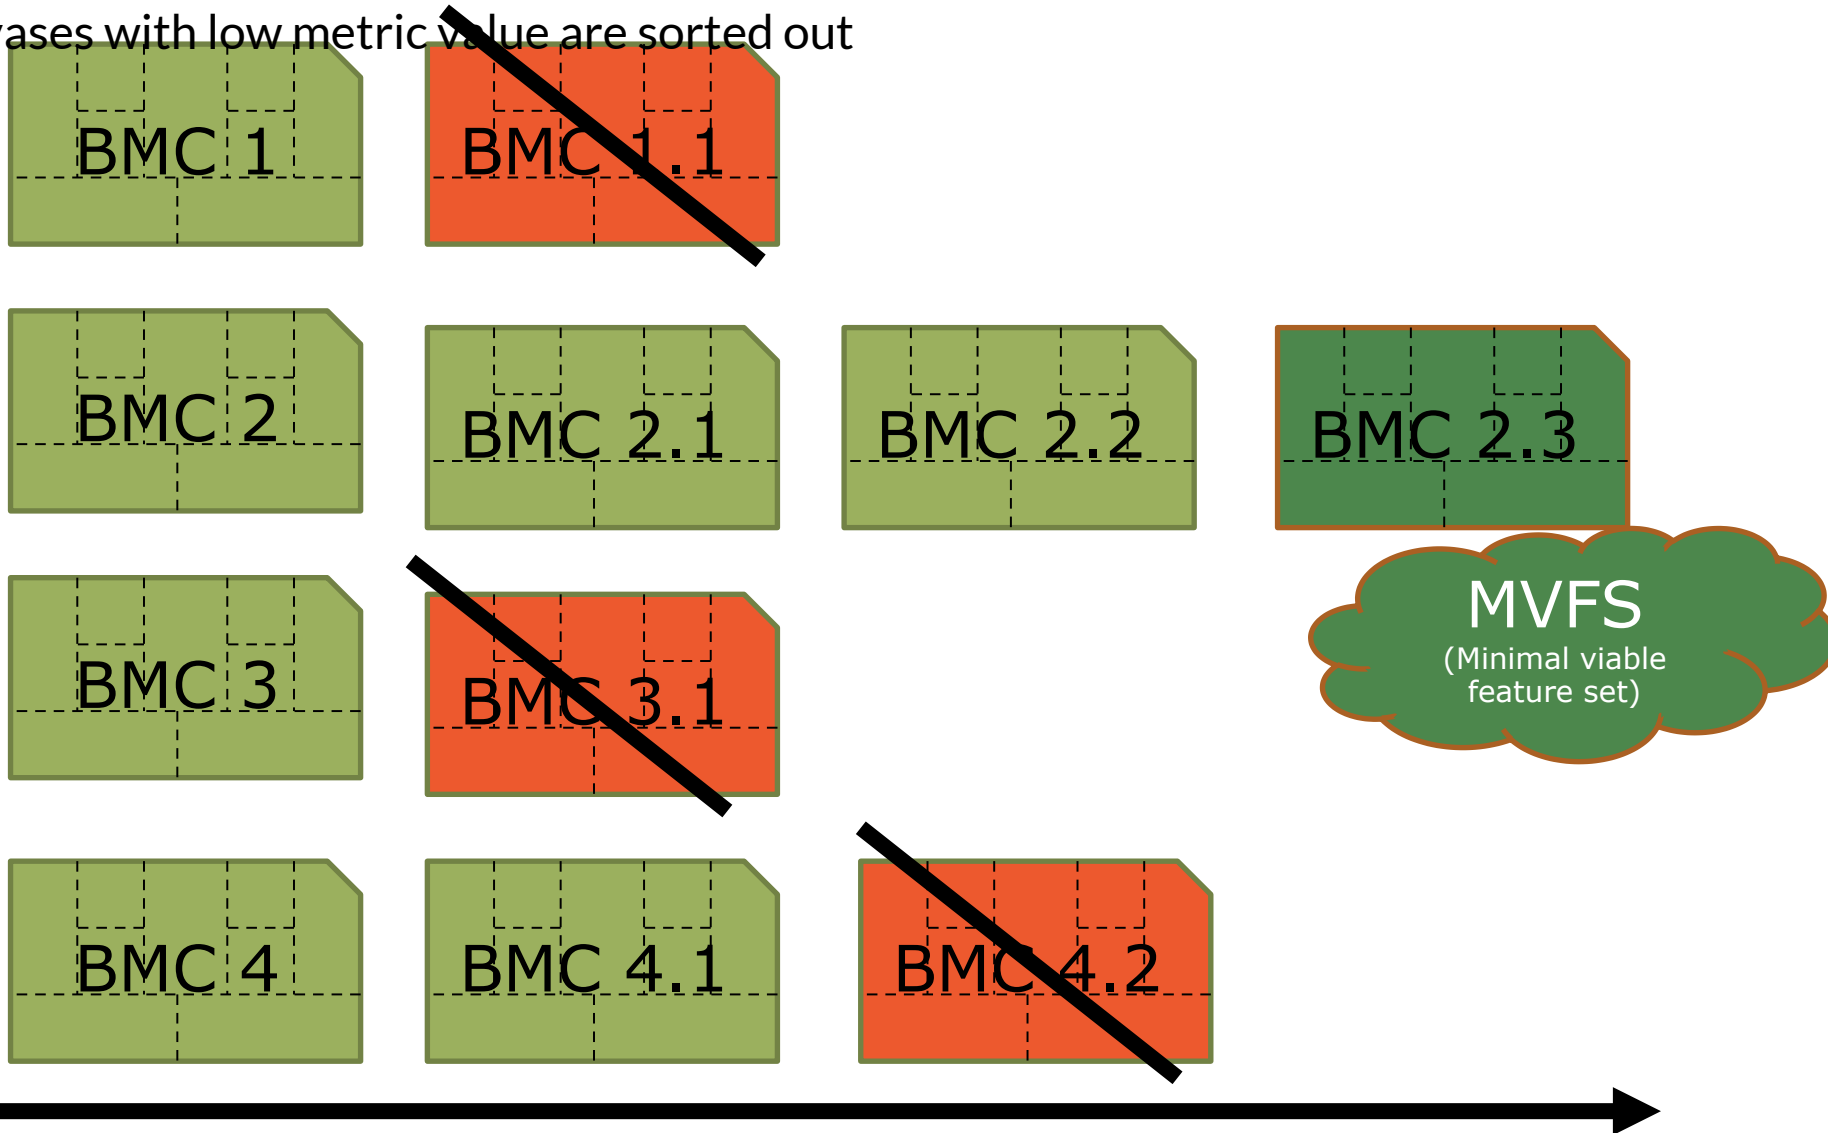 with low metric value are sorted out
BMC 1
BMC 1.1
BMC 2
BMC 2.1
BMC 2.2
BMC 2.3
MVFS
(Minimal viable
feature set)
BMC 3
BMC 3.1
BMC 4
BMC 4.1
BMC 4.2